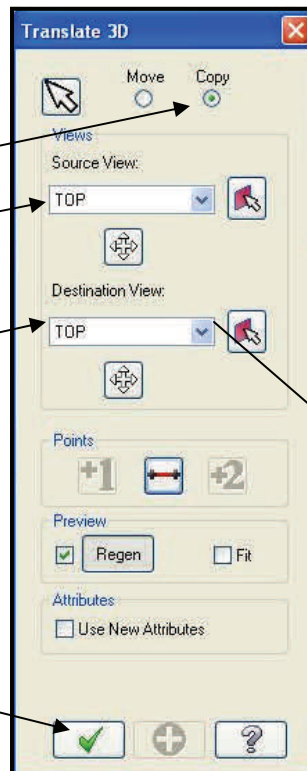 Translate 3D
Move Copy
Views
Source View:
TOP
Destination View:
TOP
Points
+1 +2
Preview
Regen Fit
Attributes
Use New Attributes
?